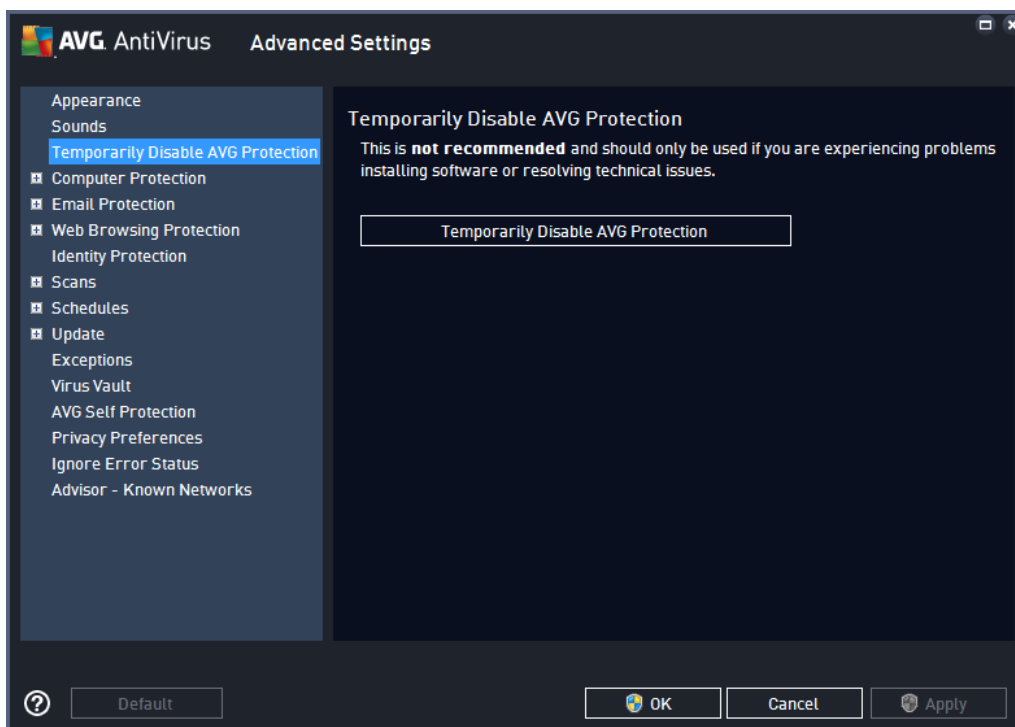 AVG. AntiVirus Advanced Settings
Appearance
Sounds
Temporarily Disable AVG Protection
Computer Protection
Email Protection
Web Browsing Protection
Identity Protection
Scans
Schedules
Update
Exceptions
Virus Vault
AVG Self Protection
Privacy Preferences
Ignore Error Status
Advisor - Known Networks
Temporarily Disable AVG Protection
This is not recommended and should only be used if you are experiencing problems
installing software or resolving technical issues.
Temporarily Disable AVG Protection
? Default OK Cancel Apply